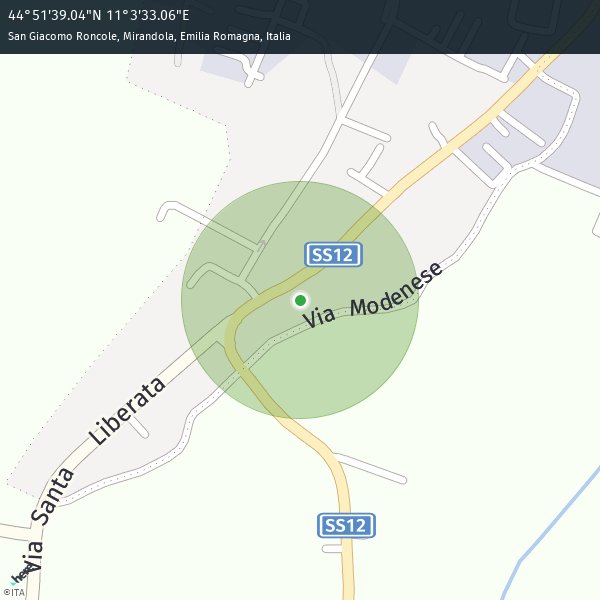 44°51'39.04"N 11°3'33.06"E
San Giacomo Roncole, Mirandola, Emilia Romagna, Italia
SS12
Via Modenese
Via Santa Liberata
SS12
here
©ITA